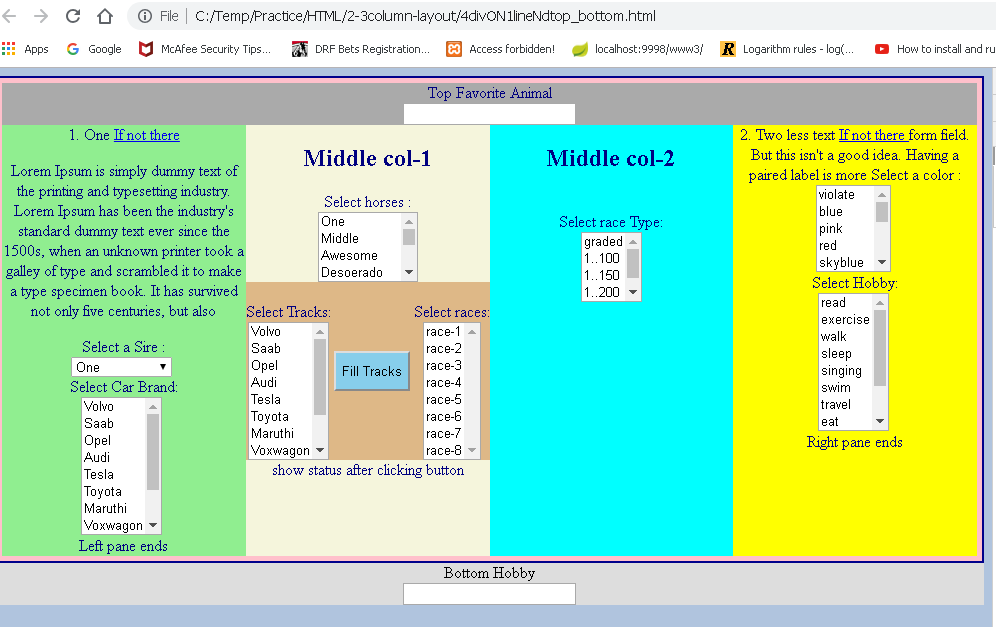 File C:/Temp/Practice/HTML/2-3column-layout/4divON1lineNdtop_bottom.html
Apps Google McAfee Security Tips... DRF Bets Registration... Access forbidden! localhost:9998/www3/ Logarithm rules - log(... How to install and ru
Top Favorite Animal
1. One If not there
Lorem Ipsum is simply dummy text of
the printing and typesetting industry.
Lorem Ipsum has been the industry's
standard dummy text ever since the
1500s, when an unknown printer took a
galley of type and scrambled it to make
a type specimen book. It has survived
not only five centuries, but also
Select a Sire :
One
Select Car Brand:
Volvo
Saab
Opel
Audi
Tesla
Toyota
Maruthi
Voxwagon
Left pane ends
Middle col-1
Select horses :
One
Middle
Awesome
Desoerado
Select Tracks:
Volvo
Saab
Opel
Audi
Tesla
Toyota
Maruthi
Voxwagon
Fill Tracks
Select races:
race-1
race-2
race-3
race-4
race-5
race-6
race-7
race-8
show status after clicking button
Middle col-2
Select race Type:
graded
1..100
1..150
1..200
2. Two less text If not there form field.
But this isn't a good idea. Having a
paired label is more Select a color :
violate
blue
pink
red
skyblue
Select Hobby:
read
exercise
walk
sleep
singing
swim
travel
eat
Right pane ends
Bottom Hobby